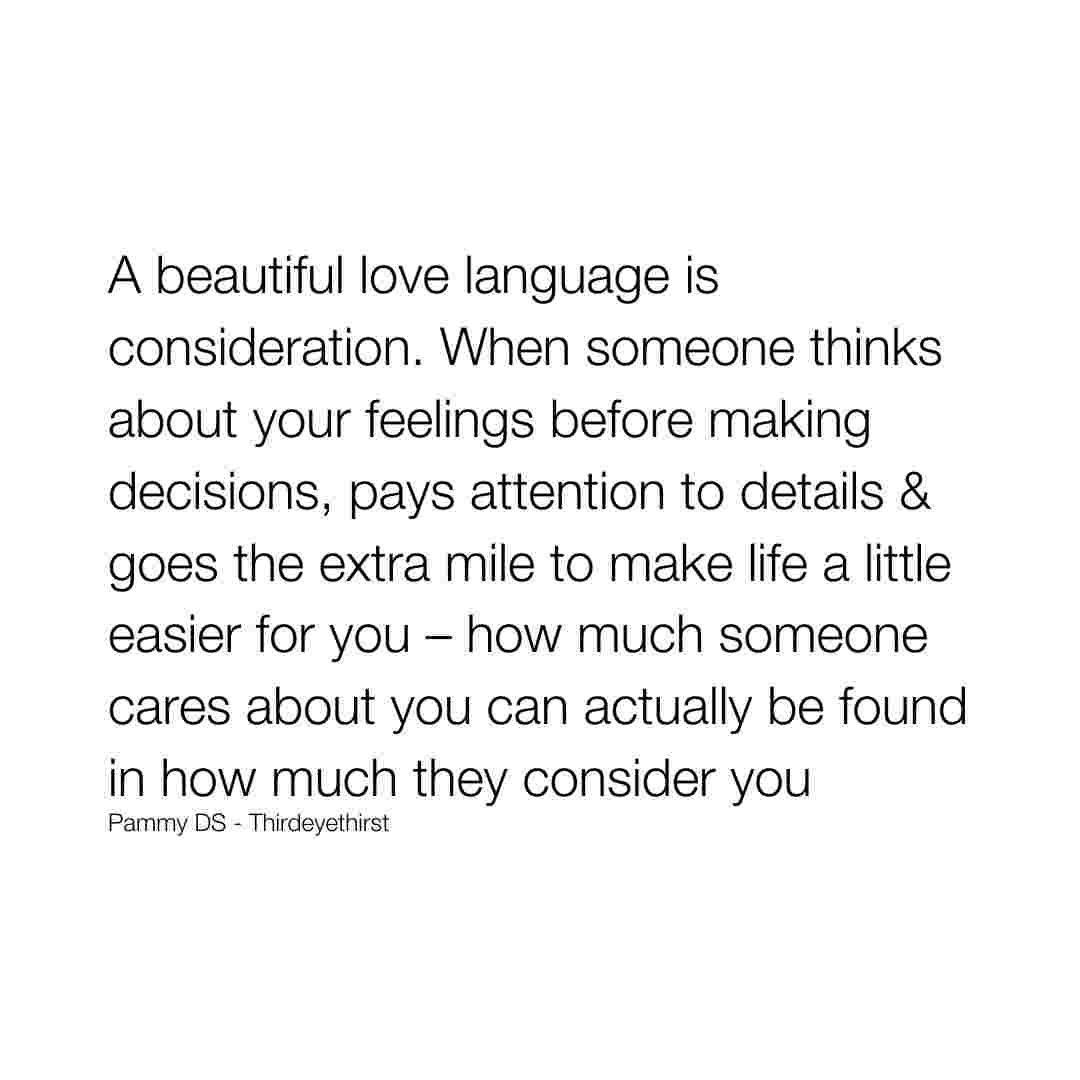 A beautiful love language is
consideration. When someone thinks
about your feelings before making
decisions, pays attention to details &
goes the extra mile to make life a little
easier for you – how much someone
cares about you can actually be found
in how much they consider you
Pammy DS - Thirdeyethirst